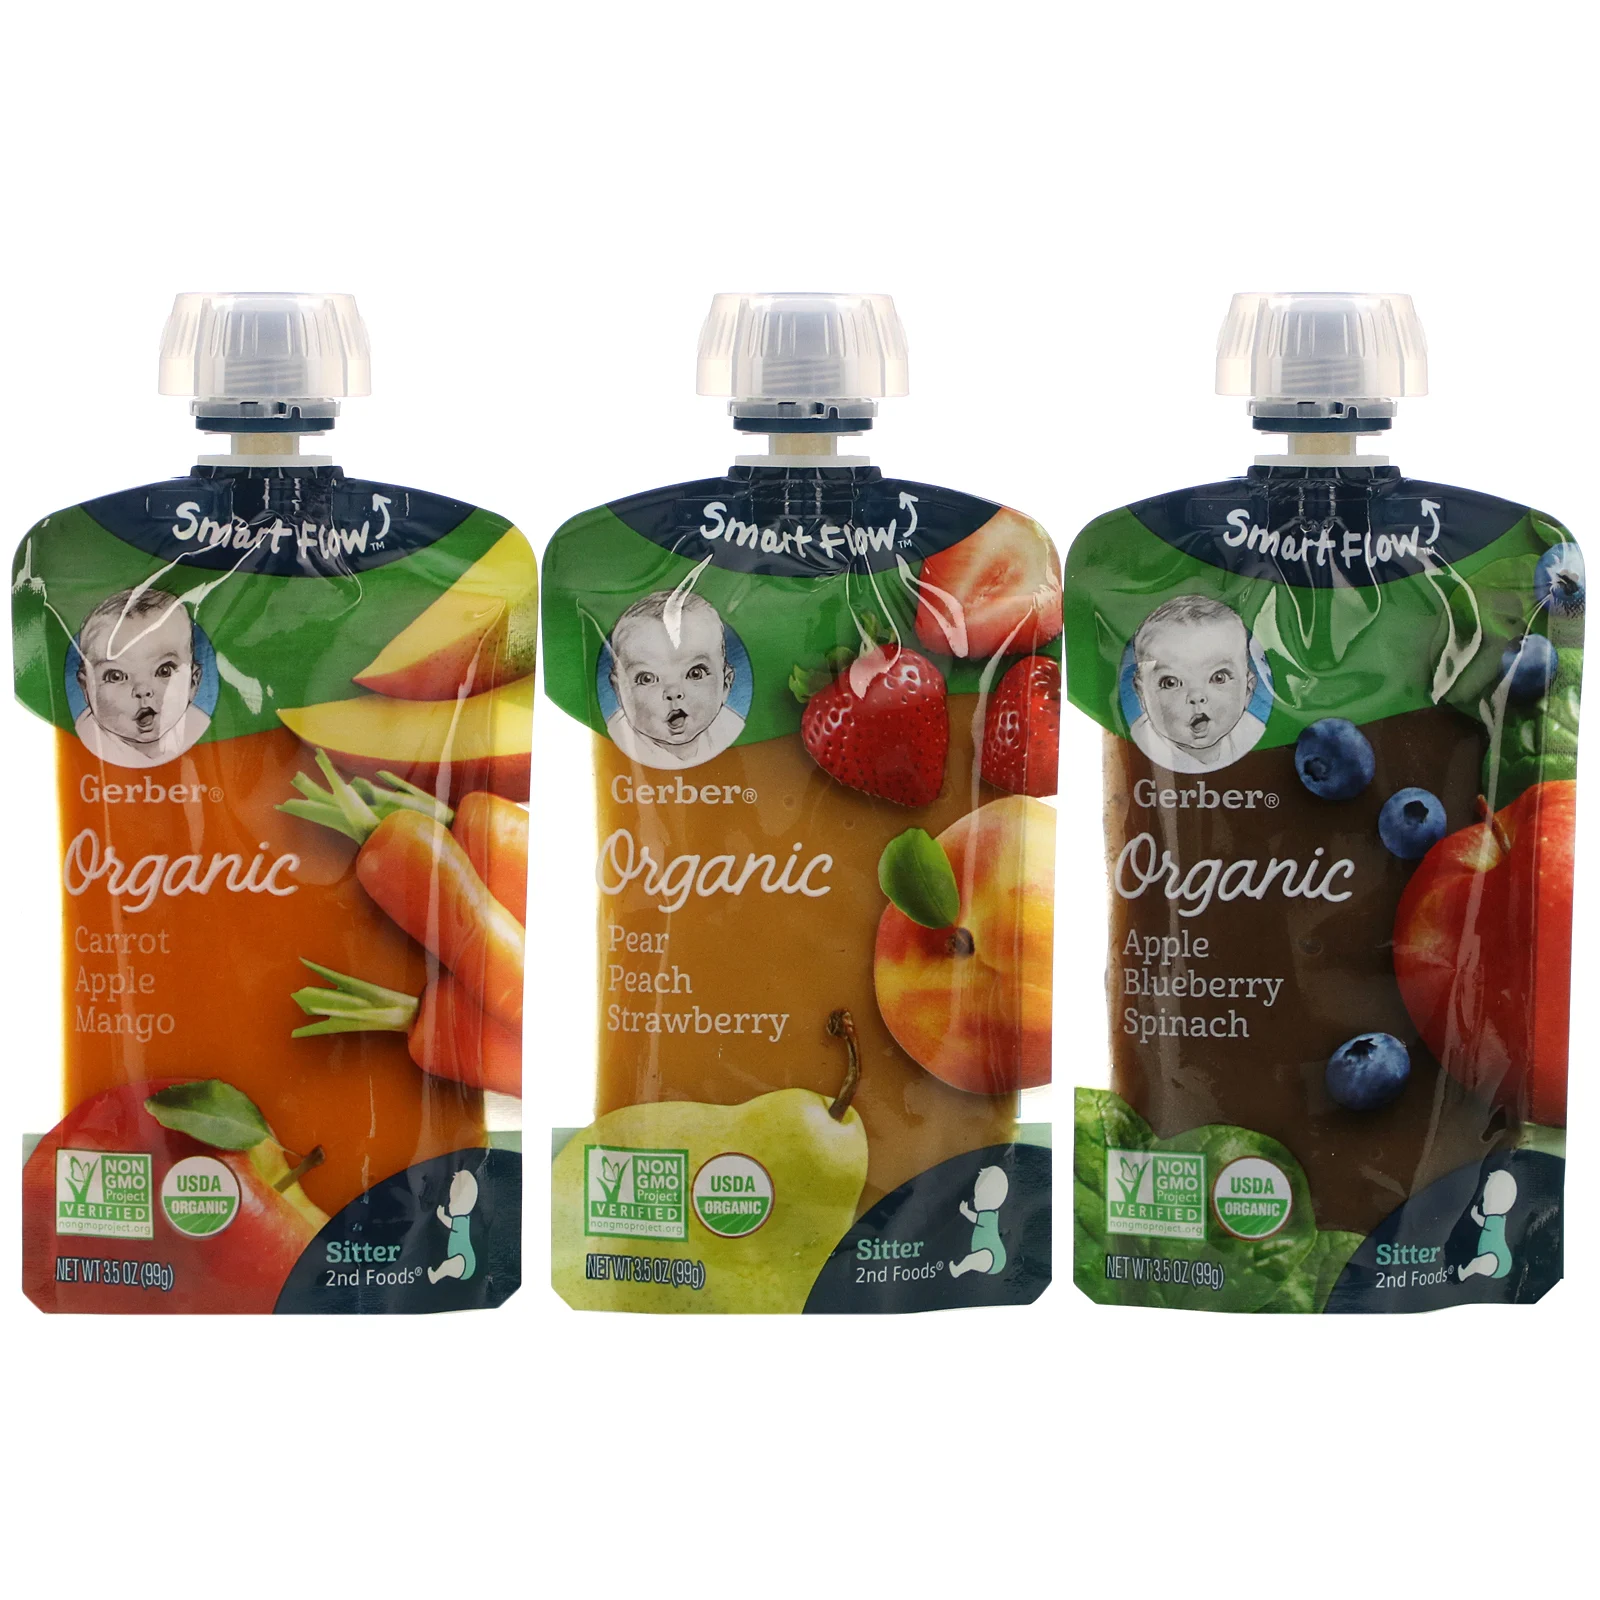 Smart Flow™
Gerber®
Organic
Carrot
Apple
Mango
NON
GMO
Project
VERIFIED
nongmoproject.org
USDA
ORGANIC
NET WT 3.5 OZ (99g)
Sitter
2nd Foods®
Smart Flow™
Gerber®
Organic
Pear
Peach
Strawberry
NON
GMO
Project
VERIFIED
nongmoproject.org
USDA
ORGANIC
NET WT 3.5 OZ (99g)
Sitter
2nd Foods®
Smart Flow™
Gerber®
Organic
Apple
Blueberry
Spinach
NON
GMO
Project
VERIFIED
nongmoproject.org
USDA
ORGANIC
NET WT 3.5 OZ (99g)
Sitter
2nd Foods®